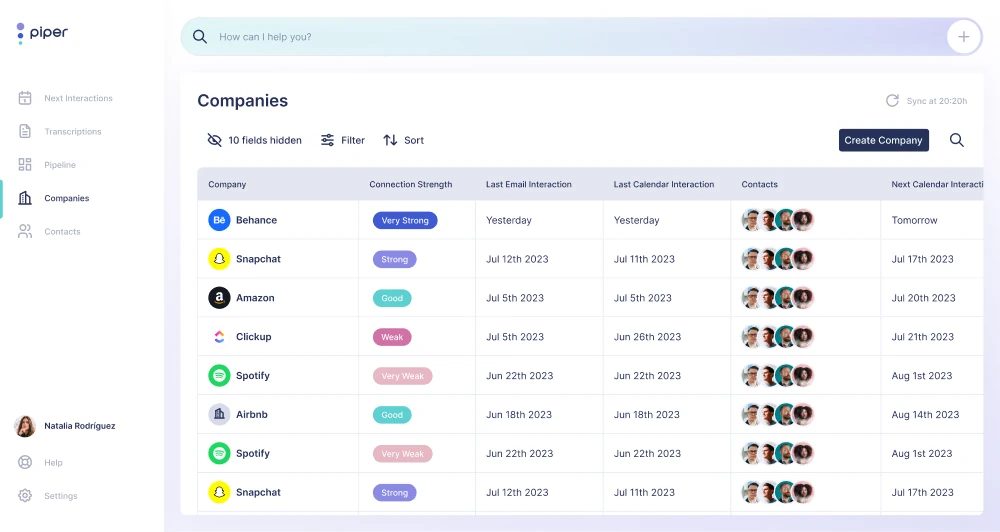 piper
How can I help you?
Next Interactions
Transcriptions
Pipeline
Companies
Contacts
Natalia Rodríguez
Help
Settings
Companies
Sync at 20:20h
10 fields hidden Filter Sort Create Company
Company Connection Strength Last Email Interaction Last Calendar Interaction Contacts Next Calendar Interacti
Bē Behance Very Strong Yesterday Yesterday Tomorrow
Snapchat Strong Jul 12th 2023 Jul 11th 2023 Jul 17th 2023
a Amazon Good Jul 5th 2023 Jul 5th 2023 Jul 20th 2023
Clickup Weak Jul 5th 2023 Jun 26th 2023 Jul 21th 2023
Spotify Very Weak Jun 22th 2023 Jun 22th 2023 Aug 1st 2023
Airbnb Good Jun 18th 2023 Jun 18th 2023 Aug 14th 2023
Spotify Very Weak Jun 22th 2023 Jun 22th 2023 Aug 1st 2023
Snapchat Strong Jul 12th 2023 Jul 11th 2023 Jul 17th 2023